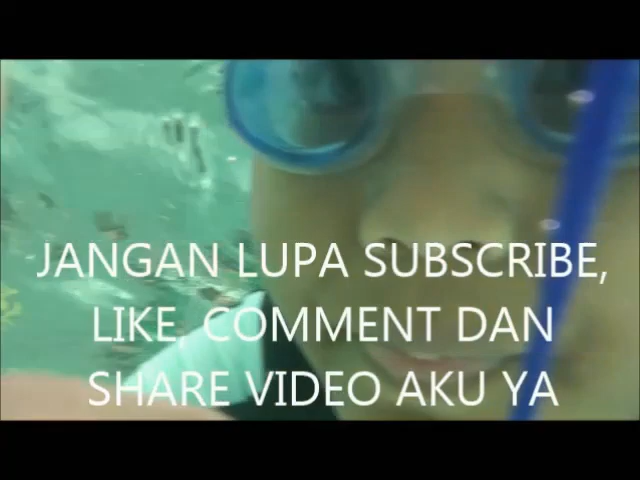 JANGAN LUPA SUBSCRIBE,
LIKE, COMMENT DAN
SHARE VIDEO AKU YA